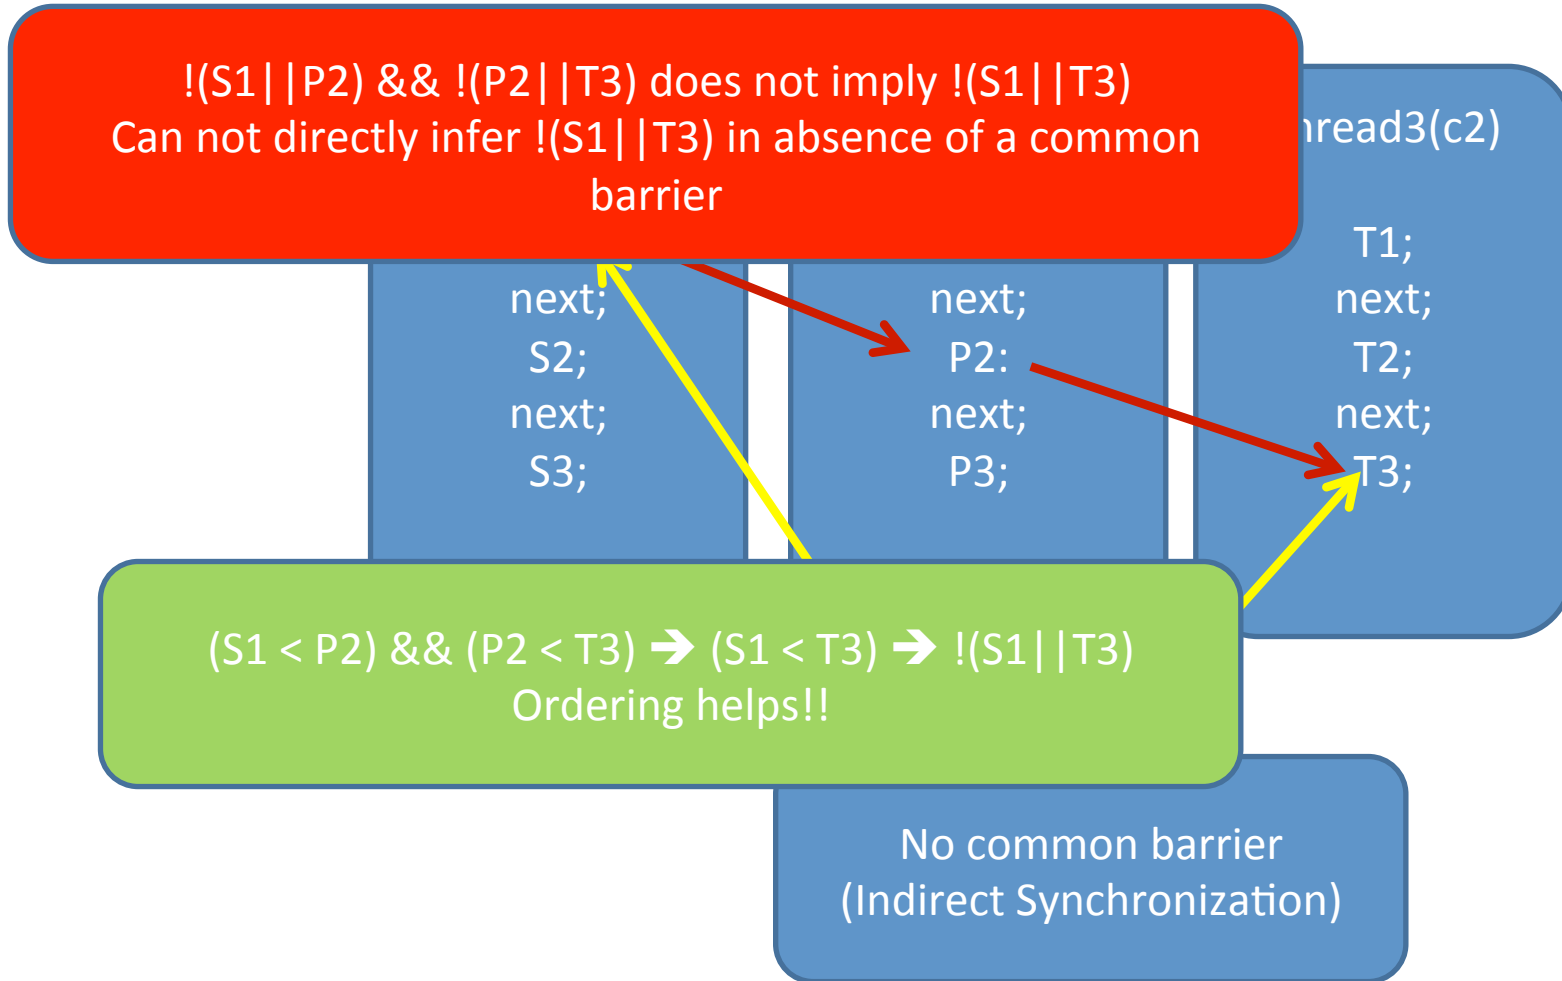 !(S1||P2) && !(P2||T3) does not imply !(S1||T3)
Can not directly infer !(S1||T3) in absence of a common
barrier
next;
S2;
next;
S3;
next;
P2:
next;
P3;
hread3(c2)
T1;
next;
T2;
next;
T3;
(S1 < P2) && (P2 < T3) ➔ (S1 < T3) ➔ !(S1||T3)
Ordering helps!!
No common barrier
(Indirect Synchronization)